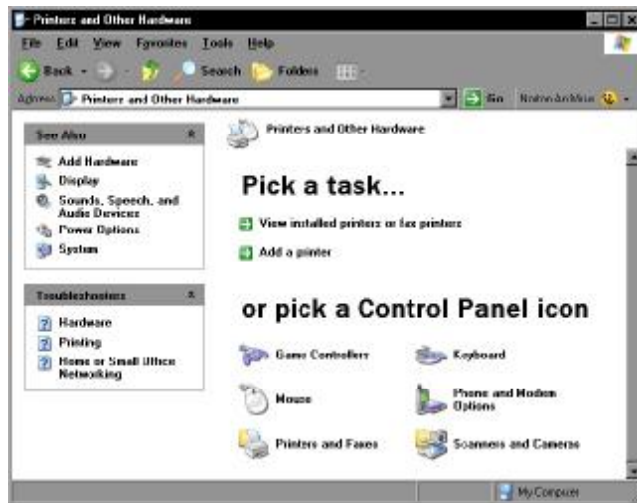 Printers and Other Hardware
File Edit View Favorites Tools Help
Back Search Folders
Address Printers and Other Hardware Go Norton AntiVirus
See Also
Add Hardware
Display
Sounds, Speech, and
Audio Devices
Power Options
System
Troubleshooters
Hardware
Printing
Home or Small Office
Networking
Printers and Other Hardware
Pick a task...
View installed printers or fax printers
Add a printer
or pick a Control Panel icon
Game Controllers
Keyboard
Mouse
Phone and Modem
Options
Printers and Faxes
Scanners and Cameras
My Computer